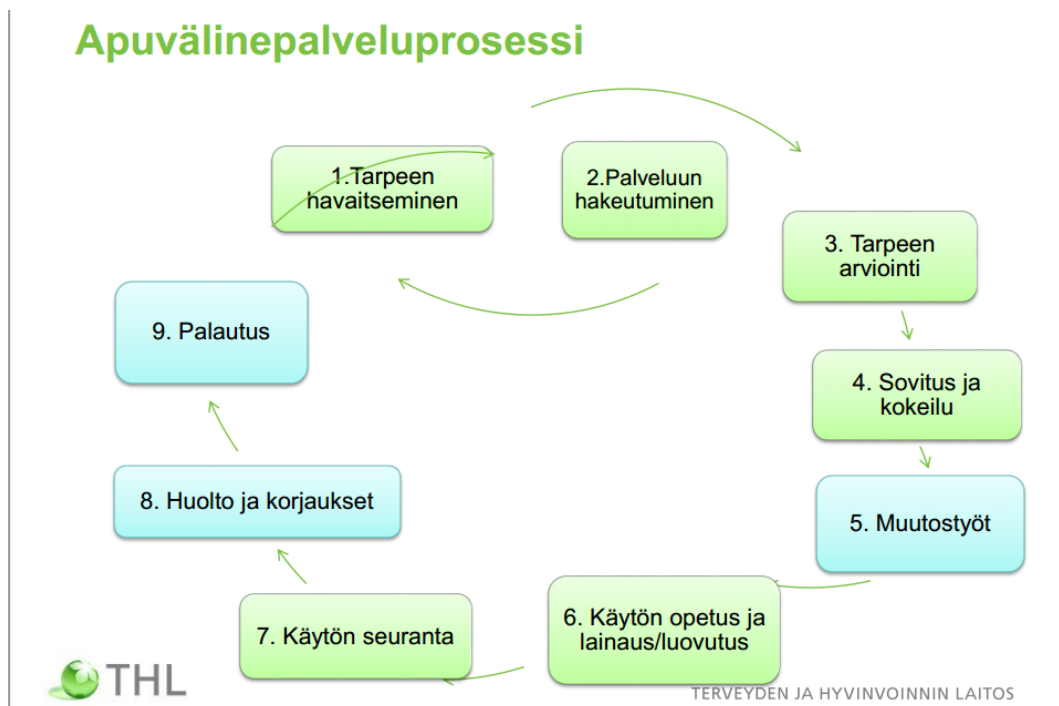 Apuvälinepalveluprosessi
1.Tarpeen
havaitseminen
2.Palveluun
hakeutuminen
3. Tarpeen
arviointi
4. Sovitus ja
kokeilu
5. Muutostyöt
6. Käytön opetus ja
lainaus/luovutus
7. Käytön seuranta
8. Huolto ja korjaukset
9. Palautus
THL
TERVEYDEN JA HYVINVOINNIN LAITOS